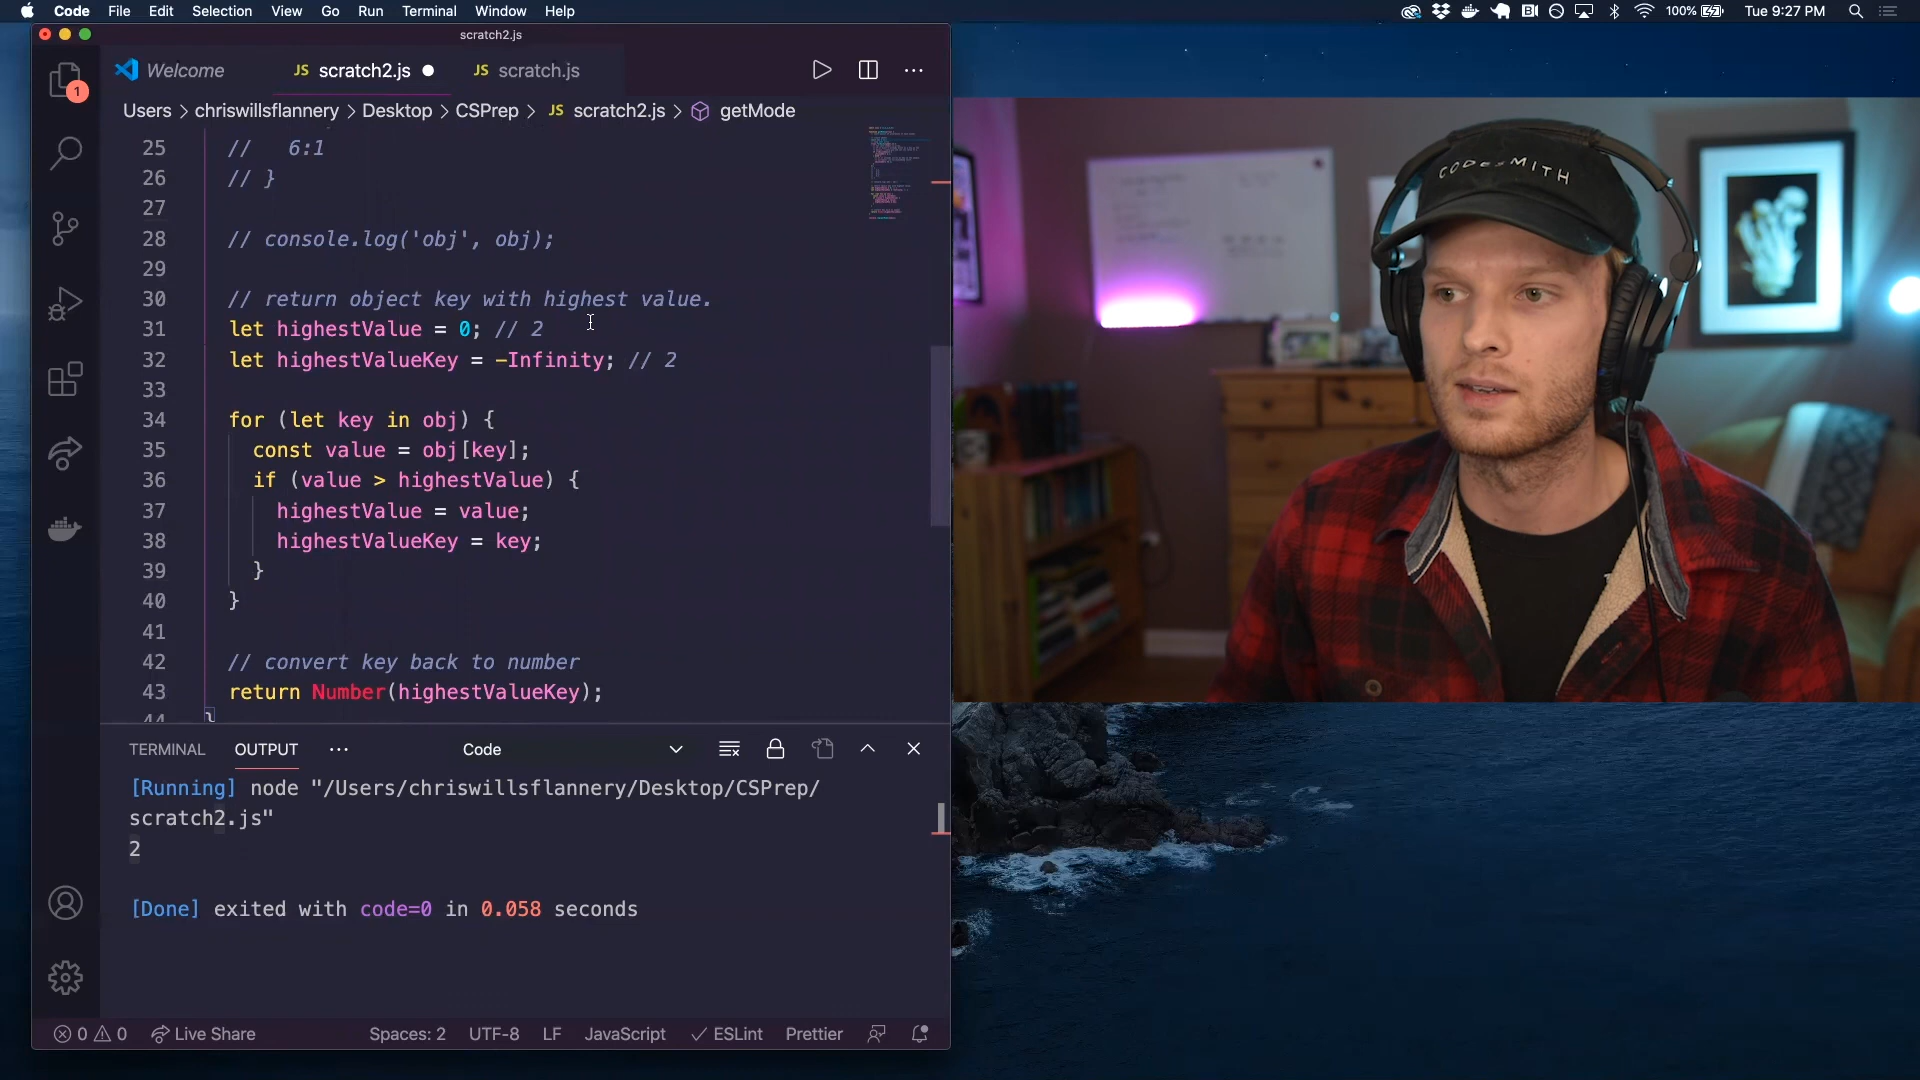 Code File Edit Selection View Go Run Terminal Window Help
100% Tue 9:27 PM
scratch2.js
Welcome
JS scratch2.js
JS scratch.js
1
Users > chriswillsflannery > Desktop > CSPrep > JS scratch2.js > getMode
25 //   6:1
26 // }
27
28 // console.log('obj', obj);
29
30 // return object key with highest value.
31 let highestValue = 0; // 2
32 let highestValueKey = -Infinity; // 2
33
34 for (let key in obj) {
35 const value = obj[key];
36 if (value > highestValue) {
37 highestValue = value;
38 highestValueKey = key;
39 }
40 }
41
42 // convert key back to number
43 return Number(highestValueKey);
44 }
TERMINAL OUTPUT ··· Code
[Running] node "/Users/chriswillsflannery/Desktop/CSPrep/
scratch2.js"
2
[Done] exited with code=0 in 0.058 seconds
0 0 Live Share Spaces: 2 UTF-8 LF JavaScript ESLint Prettier
CODESMITH